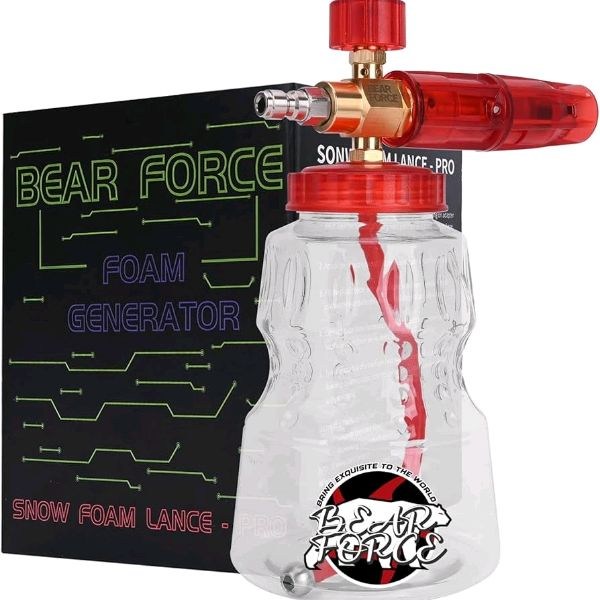 BEAR FORCE
FOAM
GENERATOR
SNOW FOAM LANCE - PRO
BEAR
FORCE
SONW FOAM LANCE - PRO
BRING EXQUISITE TO THE WORLD
BEAR
FORCE